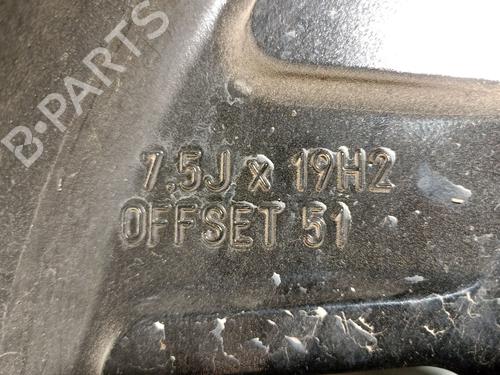 B-PARTS
7.5J x 19H2
OFFSET 51